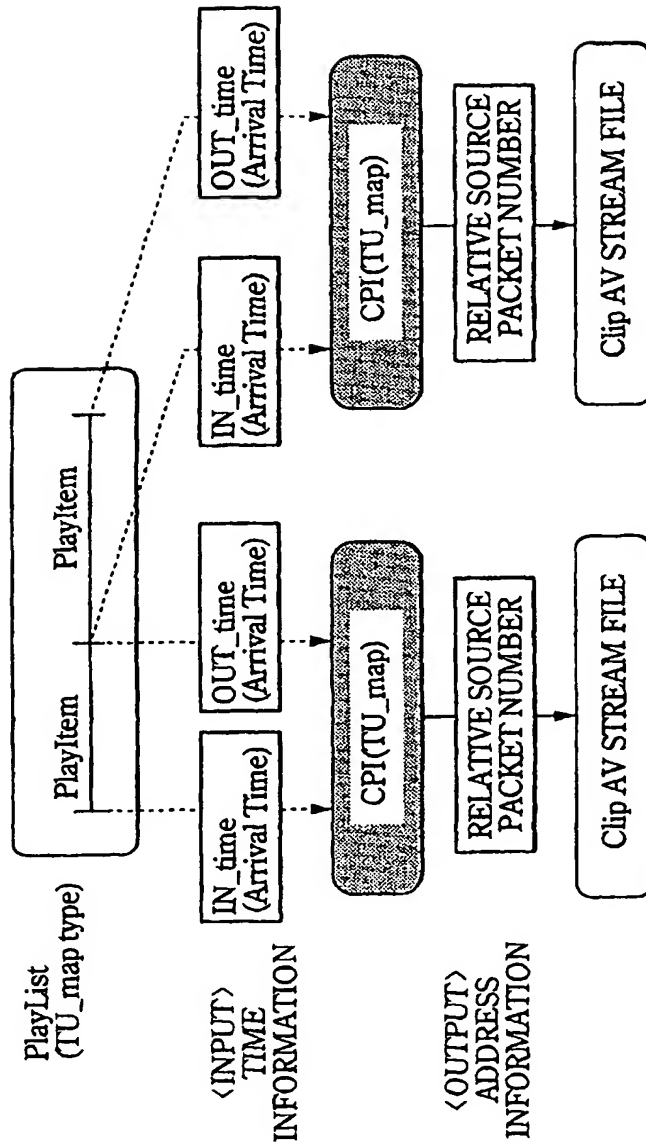 PlayList
(TU_map type)
PlayItem
PlayItem
<INPUT>
TIME
INFORMATION
IN_time
(Arrival Time)
OUT_time
(Arrival Time)
IN_time
(Arrival Time)
OUT_time
(Arrival Time)
CPI(TU_map)
CPI(TU_map)
<OUTPUT>
ADDRESS
INFORMATION
RELATIVE SOURCE
PACKET NUMBER
RELATIVE SOURCE
PACKET NUMBER
Clip AV STREAM FILE
Clip AV STREAM FILE